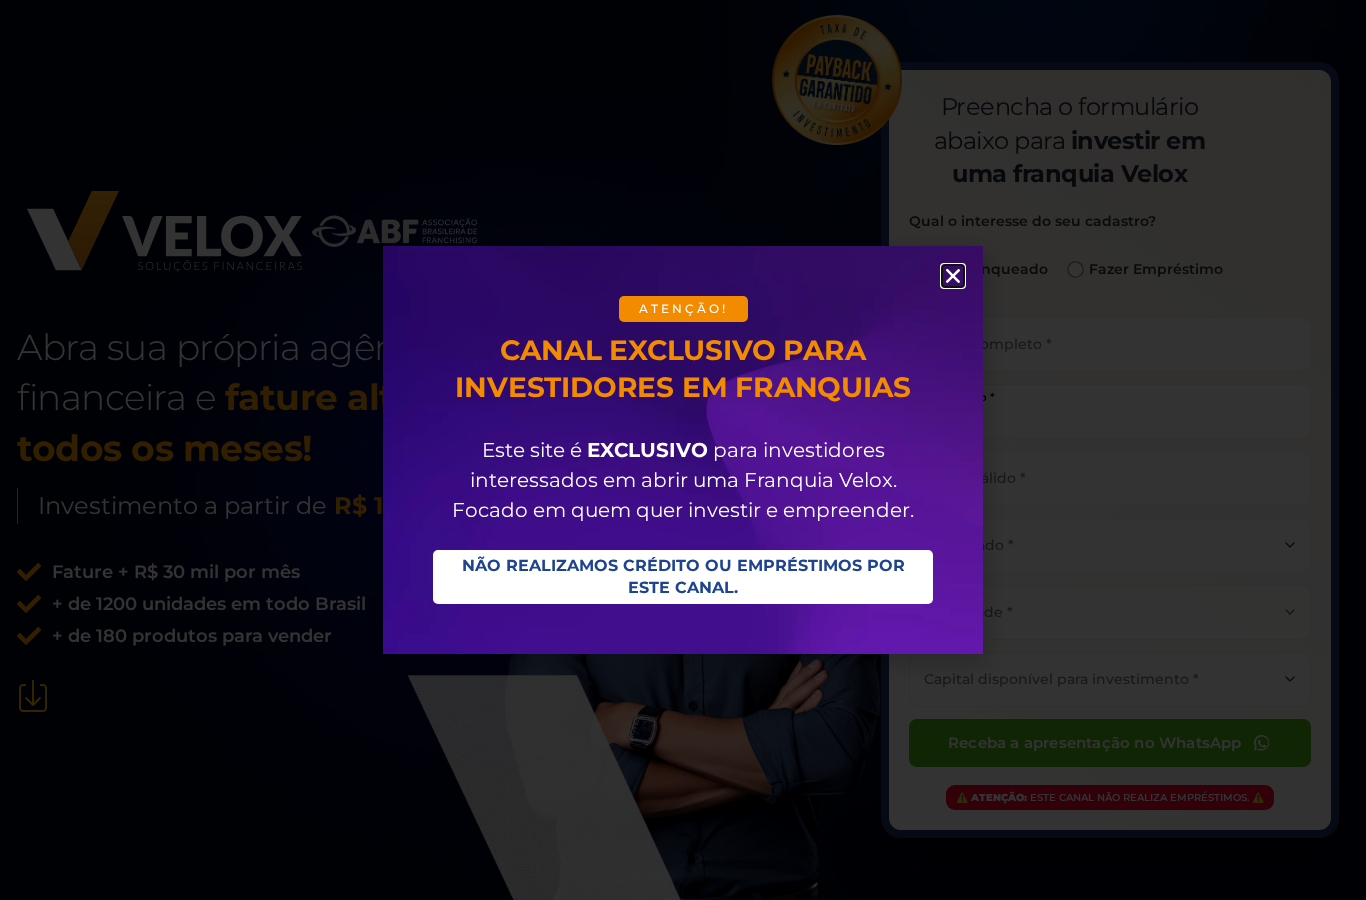 TAXA DE
PAYBACK
GARANTIDO
EM CONTRATO
INVESTIMENTO
VELOX
SOLUÇÕES FINANCEIRAS
ABF
ASSOCIAÇÃO
BRASILEIRA DE
FRANCHISING
Abra sua própria
financeira e fature
todos os meses!
Investimento a partir de R$
Fature + R$ 30 mil por mês
+ de 1200 unidades em todo Brasil
+ de 180 produtos para vender
ATENÇÃO!
CANAL EXCLUSIVO PARA
INVESTIDORES EM FRANQUIAS
Este site é EXCLUSIVO para investidores
interessados em abrir uma Franquia Velox.
Focado em quem quer investir e empreender.
NÃO REALIZAMOS CRÉDITO OU EMPRÉSTIMOS POR
ESTE CANAL.
Preencha o formulário
abaixo para investir em
uma franquia Velox
Qual o interesse do seu cadastro?
Fazer Empréstimo
Capital disponível para investimento *
Receba a apresentação no WhatsApp
⚠️ ATENÇÃO: ESTE CANAL NÃO REALIZA EMPRÉSTIMOS. ⚠️